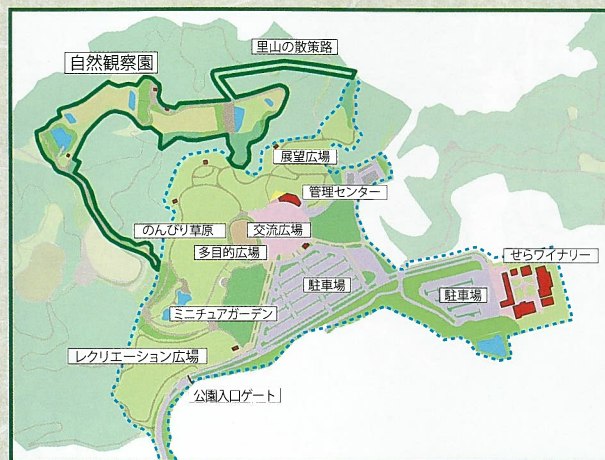 里山の散策路
自然観察園
展望広場
管理センター
のんびり草原
交流広場
多目的広場
せらワイナリー
駐車場
駐車場
ミニチュアガーデン
レクリエーション広場
公園入口ゲート